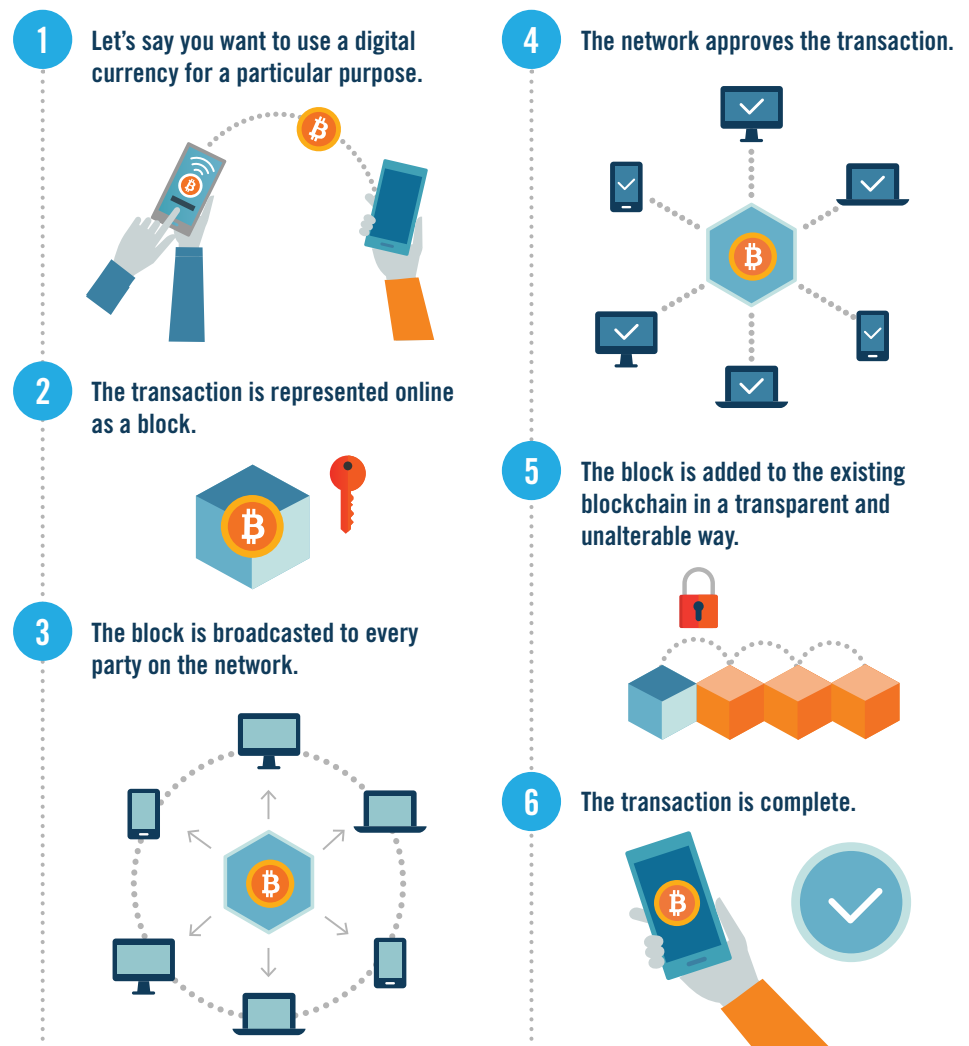 1
Let's say you want to use a digital
currency for a particular purpose.
2
The transaction is represented online
as a block.
3
The block is broadcasted to every
party on the network.
4
The network approves the transaction.
5
The block is added to the existing
blockchain in a transparent and
unalterable way.
6
The transaction is complete.